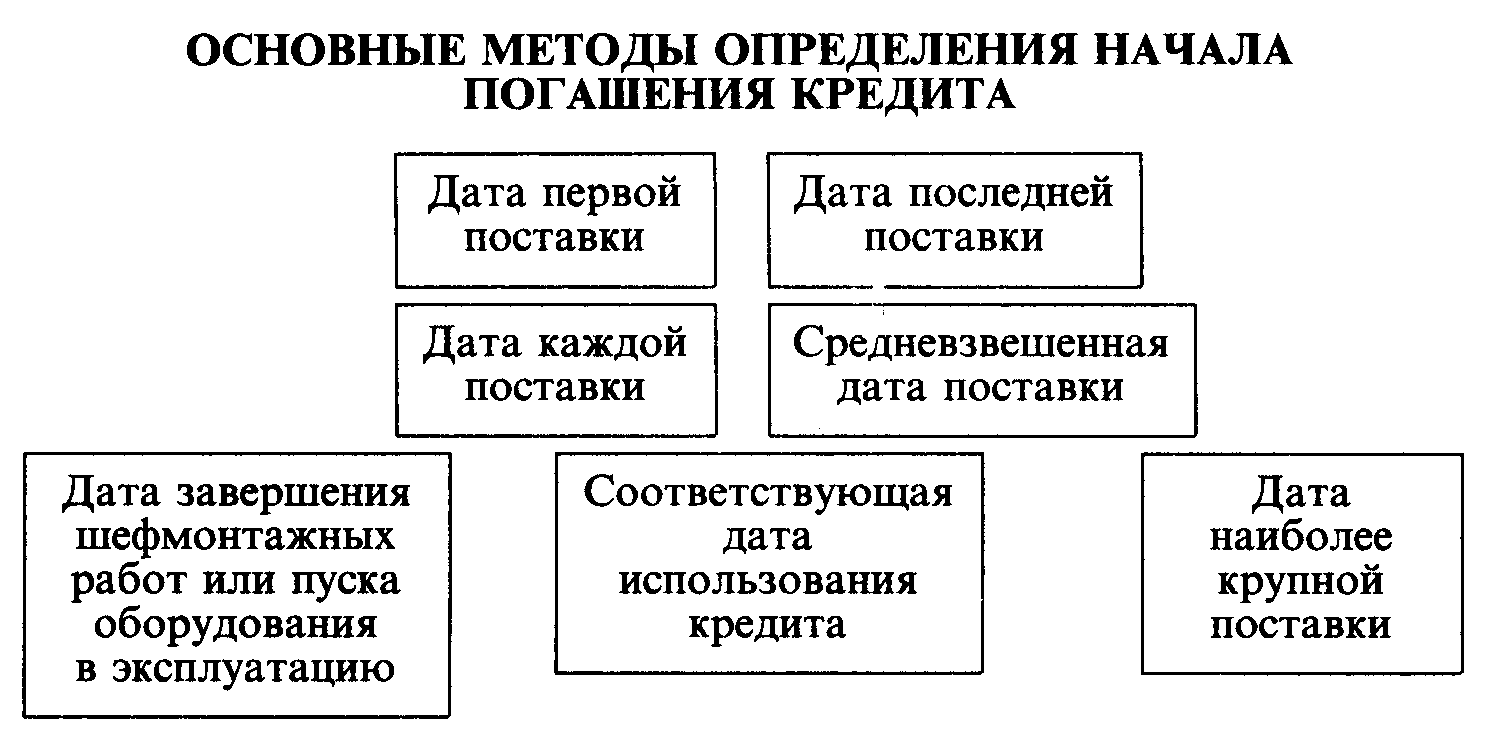 ОСНОВНЫЕ МЕТОДЫ ОПРЕДЕЛЕНИЯ НАЧАЛА
ПОГАШЕНИЯ КРЕДИТА
Дата первой
поставки
Дата последней
поставки
Дата каждой
поставки
Средневзвешенная
дата поставки
Дата завершения
шефмонтажных
работ или пуска
оборудования
в эксплуатацию
Соответствующая
дата
использования
кредита
Дата
наиболее
крупной
поставки